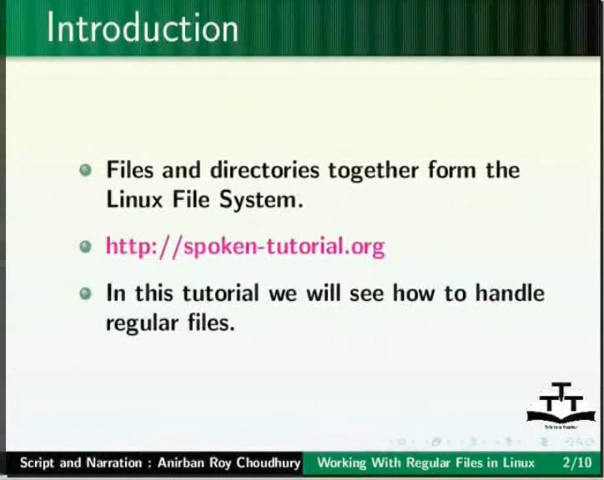 Introduction
Files and directories together form the
Linux File System.
http://spoken-tutorial.org
In this tutorial we will see how to handle
regular files.
TTT
Script and Narration : Anirban Roy Choudhury
Working With Regular Files in Linux
2/10